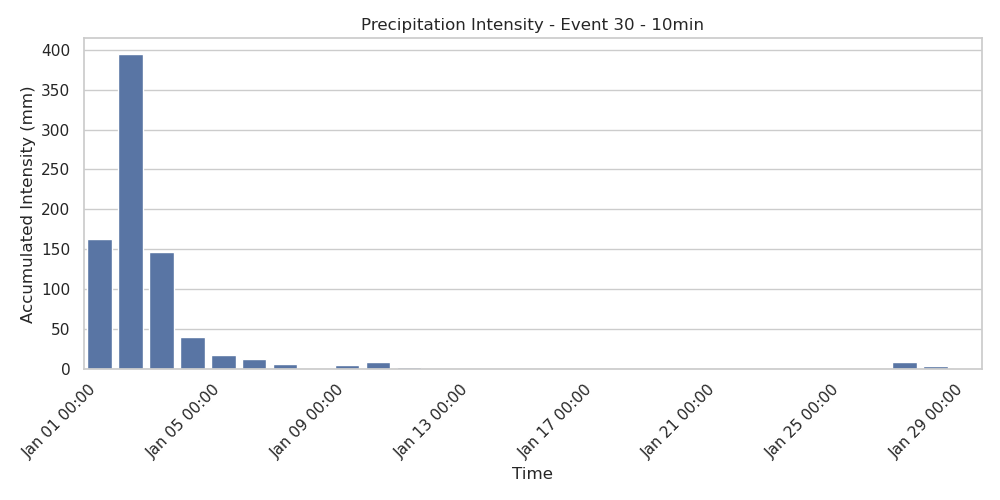 Precipitation Intensity - Event 30 - 10min
Accumulated Intensity (mm)
400
350
300
250
200
150
100
50
0
Jan 01 00:00
Jan 05 00:00
Jan 09 00:00
Jan 13 00:00
Jan 17 00:00
Jan 21 00:00
Jan 25 00:00
Jan 29 00:00
Time